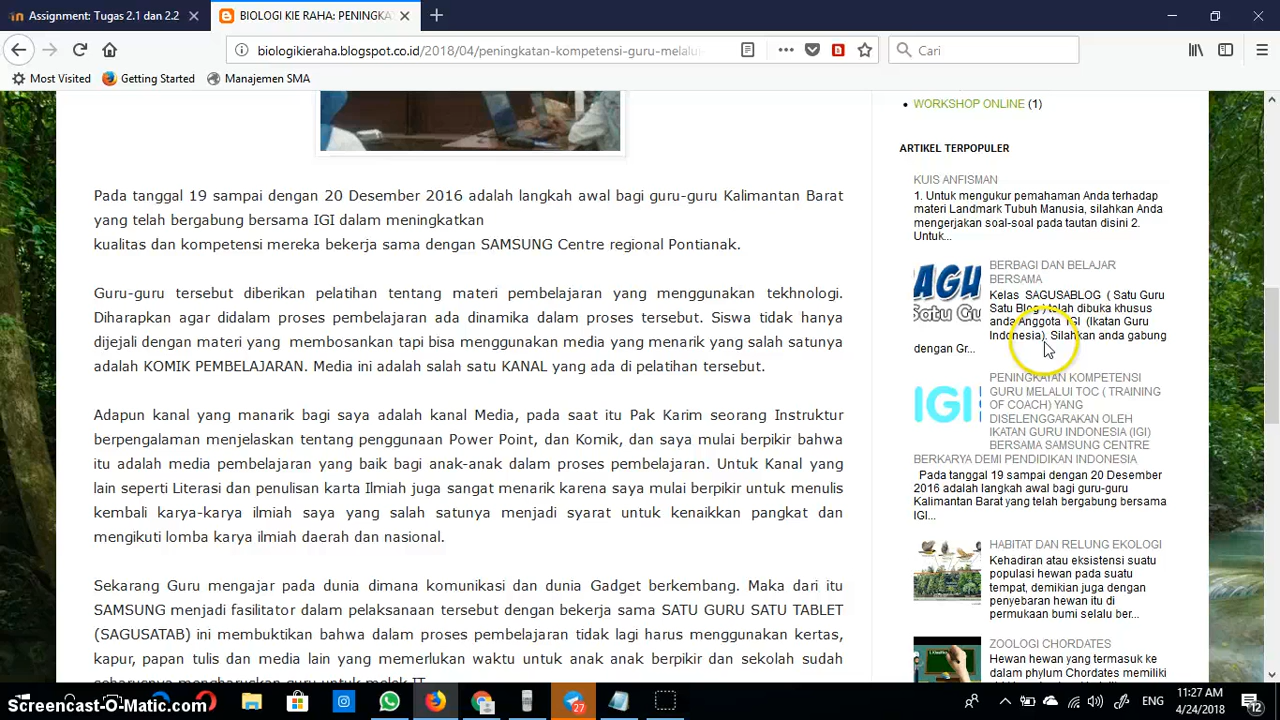 Assignment: Tugas 2.1 dan 2.2
BIOLOGI KIE RAHA: PENINGKA
biologikieraha.blogspot.co.id/2018/04/peningkatan-kompetensi-guru-melalui-
Cari
Most Visited
Getting Started
Manajemen SMA
Pada tanggal 19 sampai dengan 20 Desember 2016 adalah langkah awal bagi guru-guru Kalimantan Barat
yang telah bergabung bersama IGI dalam meningkatkan
kualitas dan kompetensi mereka bekerja sama dengan SAMSUNG Centre regional Pontianak.
Guru-guru tersebut diberikan pelatihan tentang materi pembelajaran yang menggunakan tekhnologi.
Diharapkan agar didalam proses pembelajaran ada dinamika dalam proses tersebut. Siswa tidak hanya
dijejali dengan materi yang membosankan tapi bisa menggunakan media yang menarik yang salah satunya
adalah KOMIK PEMBELAJARAN. Media ini adalah salah satu KANAL yang ada di pelatihan tersebut.
Adapun kanal yang manarik bagi saya adalah kanal Media, pada saat itu Pak Karim seorang Instruktur
berpengalaman menjelaskan tentang penggunaan Power Point, dan Komik, dan saya mulai berpikir bahwa
itu adalah media pembelajaran yang baik bagi anak-anak dalam proses pembelajaran. Untuk Kanal yang
lain seperti Literasi dan penulisan karta Ilmiah juga sangat menarik karena saya mulai berpikir untuk menulis
kembali karya-karya ilmiah saya yang salah satunya menjadi syarat untuk kenaikkan pangkat dan
mengikuti lomba karya ilmiah daerah dan nasional.
Sekarang Guru mengajar pada dunia dimana komunikasi dan dunia Gadget berkembang. Maka dari itu
SAMSUNG menjadi fasilitator dalam pelaksanaan tersebut dengan bekerja sama SATU GURU SATU TABLET
(SAGUSATAB) ini membuktikan bahwa dalam proses pembelajaran tidak lagi harus menggunakan kertas,
kapur, papan tulis dan media lain yang memerlukan waktu untuk anak anak berpikir dan sekolah sudah
seharusnya mengharuskan guru untuk melek IT
WORKSHOP ONLINE (1)
ARTIKEL TERPOPULER
KUIS ANFISMAN
1. Untuk mengukur pemahaman Anda terhadap
materi Landmark Tubuh Manusia, silahkan Anda
mengerjakan soal-soal pada tautan disini 2.
Untuk...
AGU
Satu Gu
BERBAGI DAN BELAJAR
BERSAMA
Kelas SAGUSABLOG ( Satu Guru
Satu Blog) telah dibuka khusus
anda Anggota IGI (Ikatan Guru
Indonesia). Silahkan anda gabung
dengan Gr...
IGI
PENINGKATAN KOMPETENSI
GURU MELALUI TOC ( TRAINING
OF COACH) YANG
DISELENGGARAKAN OLEH
IKATAN GURU INDONESIA (IGI)
BERSAMA SAMSUNG CENTRE
BERKARYA DEMI PENDIDIKAN INDONESIA
Pada tanggal 19 sampai dengan 20 Desember
2016 adalah langkah awal bagi guru-guru
Kalimantan Barat yang telah bergabung bersama
IGI...
HABITAT DAN RELUNG EKOLOGI
Kehadiran atau eksistensi suatu
populasi hewan pada suatu
tempat, demikian juga dengan
penyebaran hewan itu di
permukaan bumi selalu ber...
ZOOLOGI CHORDATES
Hewan hewan yang termasuk ke
dalam phylum Chordates memiliki
27
ENG
11:27 AM
4/24/2018
12
Screencast-O-Matic.com